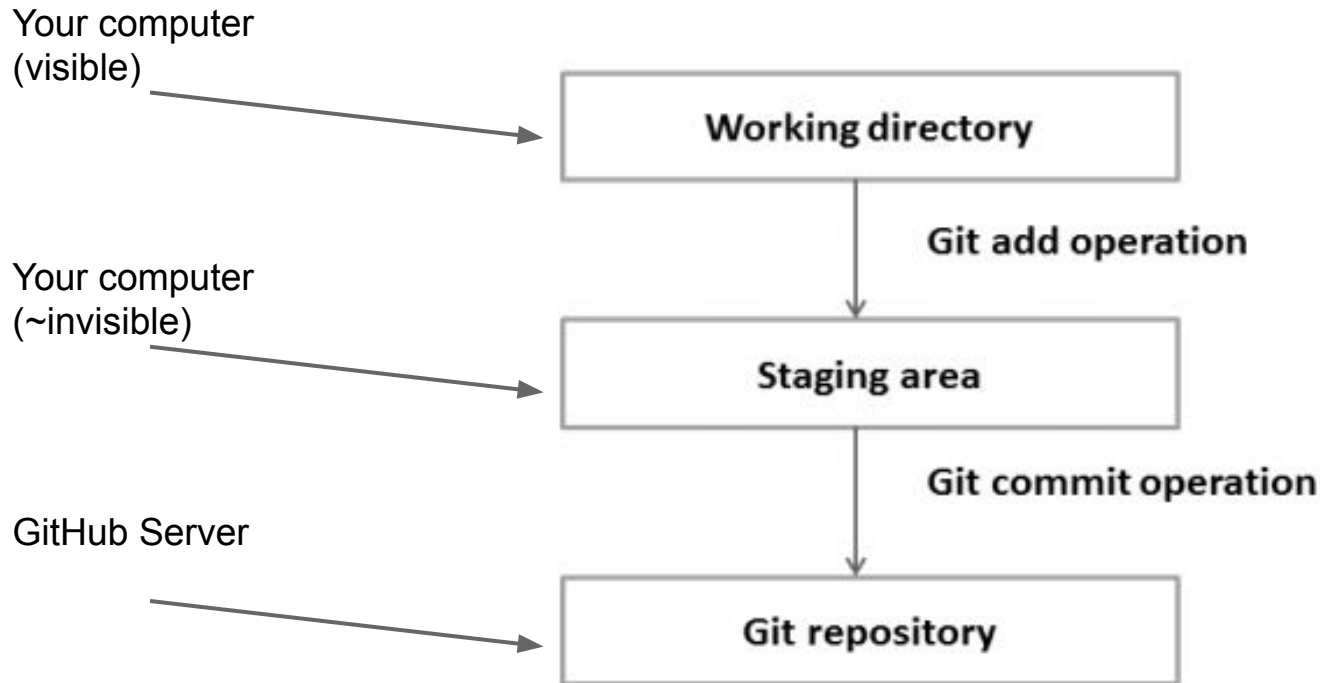 Your computer
(visible)
Working directory
Git add operation
Your computer
(~invisible)
Staging area
Git commit operation
GitHub Server
Git repository